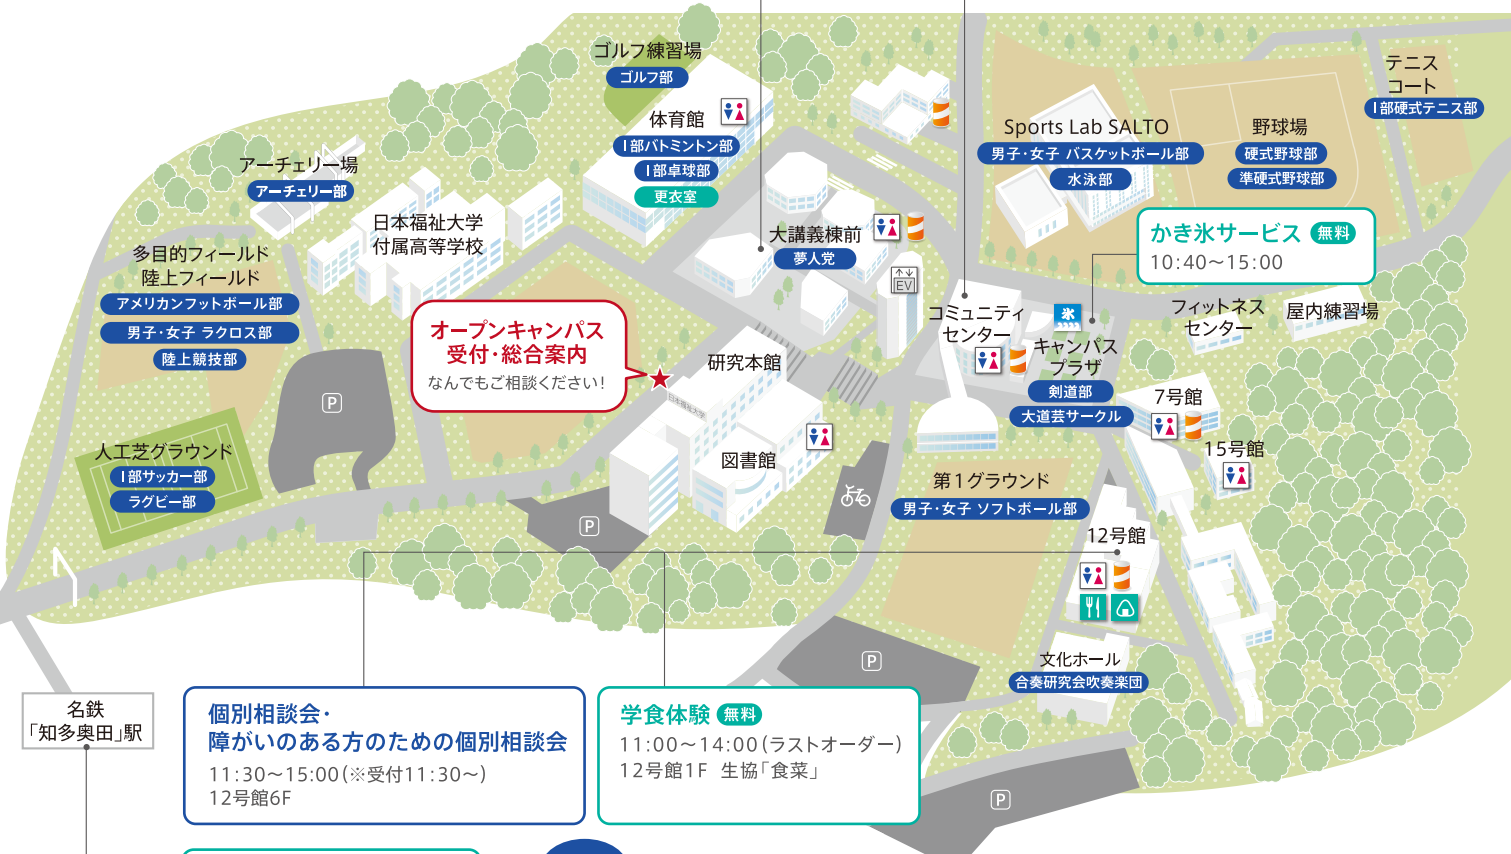 ゴルフ練習場
ゴルフ部
体育館
Ⅰ部バトミントン部
Ⅰ部卓球部
更衣室
アーチェリー場
アーチェリー部
日本福祉大学
付属高等学校
多目的フィールド
陸上フィールド
アメリカンフットボール部
男子・女子 ラクロス部
陸上競技部
人工芝グラウンド
Ⅰ部サッカー部
ラグビー部
P
オープンキャンパス
受付・総合案内
なんでもご相談ください！
大講義棟前
夢人党
EV
研究本館
日本福祉大学
図書館
P
Sports Lab SALTO
男子・女子 バスケットボール部
水泳部
野球場
硬式野球部
準硬式野球部
テニス
コート
Ⅰ部硬式テニス部
かき氷サービス 無料
10:40〜15:00
コミュニティ
センター
氷
キャンパス
プラザ
剣道部
大道芸サークル
フィットネス
センター
屋内練習場
7号館
15号館
第1グラウンド
男子・女子 ソフトボール部
12号館
文化ホール
合奏研究会吹奏楽団
P
P
名鉄
「知多奥田」駅
個別相談会・
障がいのある方のための個別相談会
11:30〜15:00（※受付11:30〜）
12号館6F
学食体験 無料
11:00〜14:00（ラストオーダー）
12号館1F 生協「食菜」